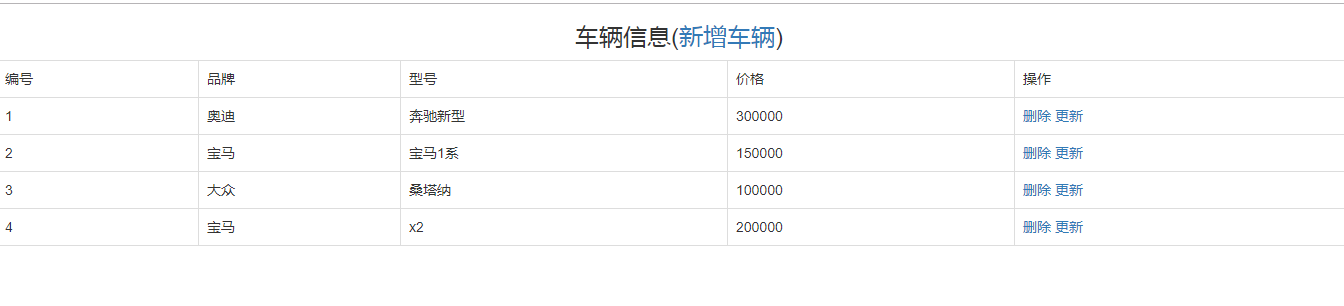 车辆信息(新增车辆)
编号 品牌 型号 价格 操作
1 奥迪 奔驰新型 300000 删除 更新
2 宝马 宝马1系 150000 删除 更新
3 大众 桑塔纳 100000 删除 更新
4 宝马 x2 200000 删除 更新